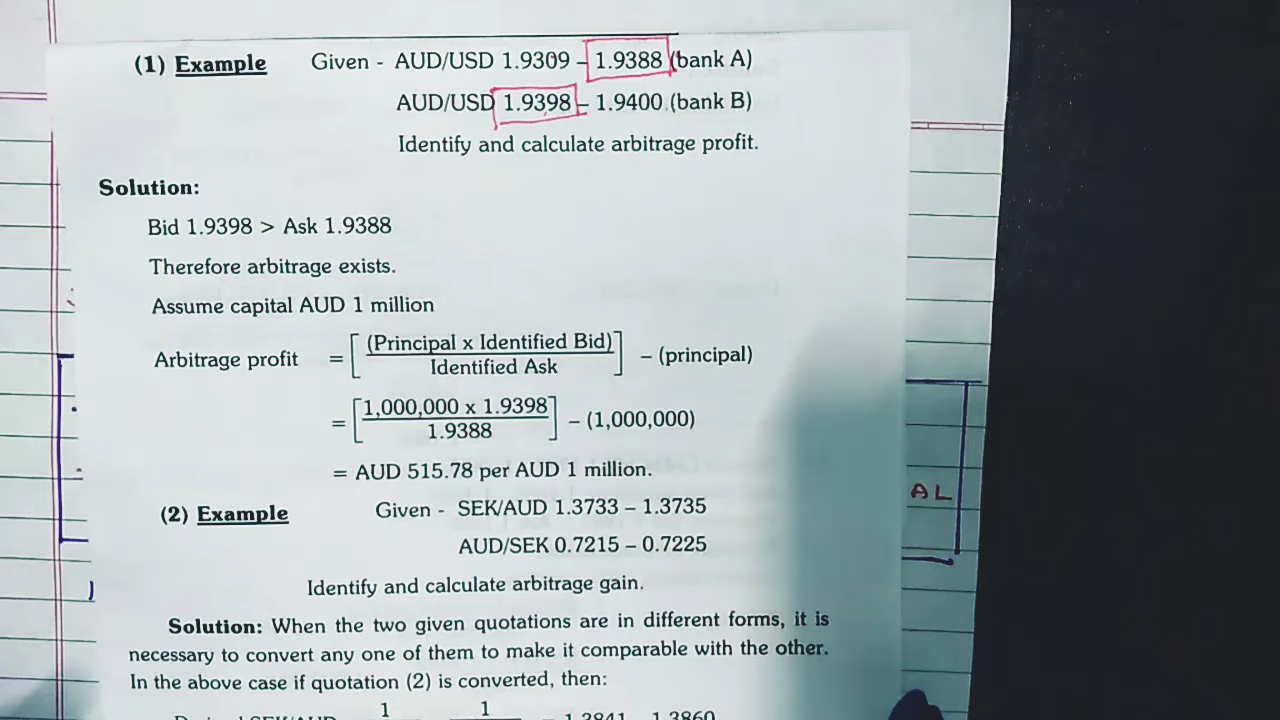 (1) Example Given - AUD/USD 1.9309 – 1.9388 (bank A)
AUD/USD 1.9398 – 1.9400 (bank B)
Identify and calculate arbitrage profit.
Solution:
Bid 1.9398 > Ask 1.9388
Therefore arbitrage exists.
Assume capital AUD 1 million
Arbitrage profit = [ (Principal x Identified Bid) / Identified Ask ] – (principal)
= [ 1,000,000 x 1.9398 / 1.9388 ] – (1,000,000)
= AUD 515.78 per AUD 1 million.
AL
(2) Example Given - SEK/AUD 1.3733 – 1.3735
AUD/SEK 0.7215 – 0.7225
Identify and calculate arbitrage gain.
Solution: When the two given quotations are in different forms, it is
necessary to convert any one of them to make it comparable with the other.
In the above case if quotation (2) is converted, then:
1 1